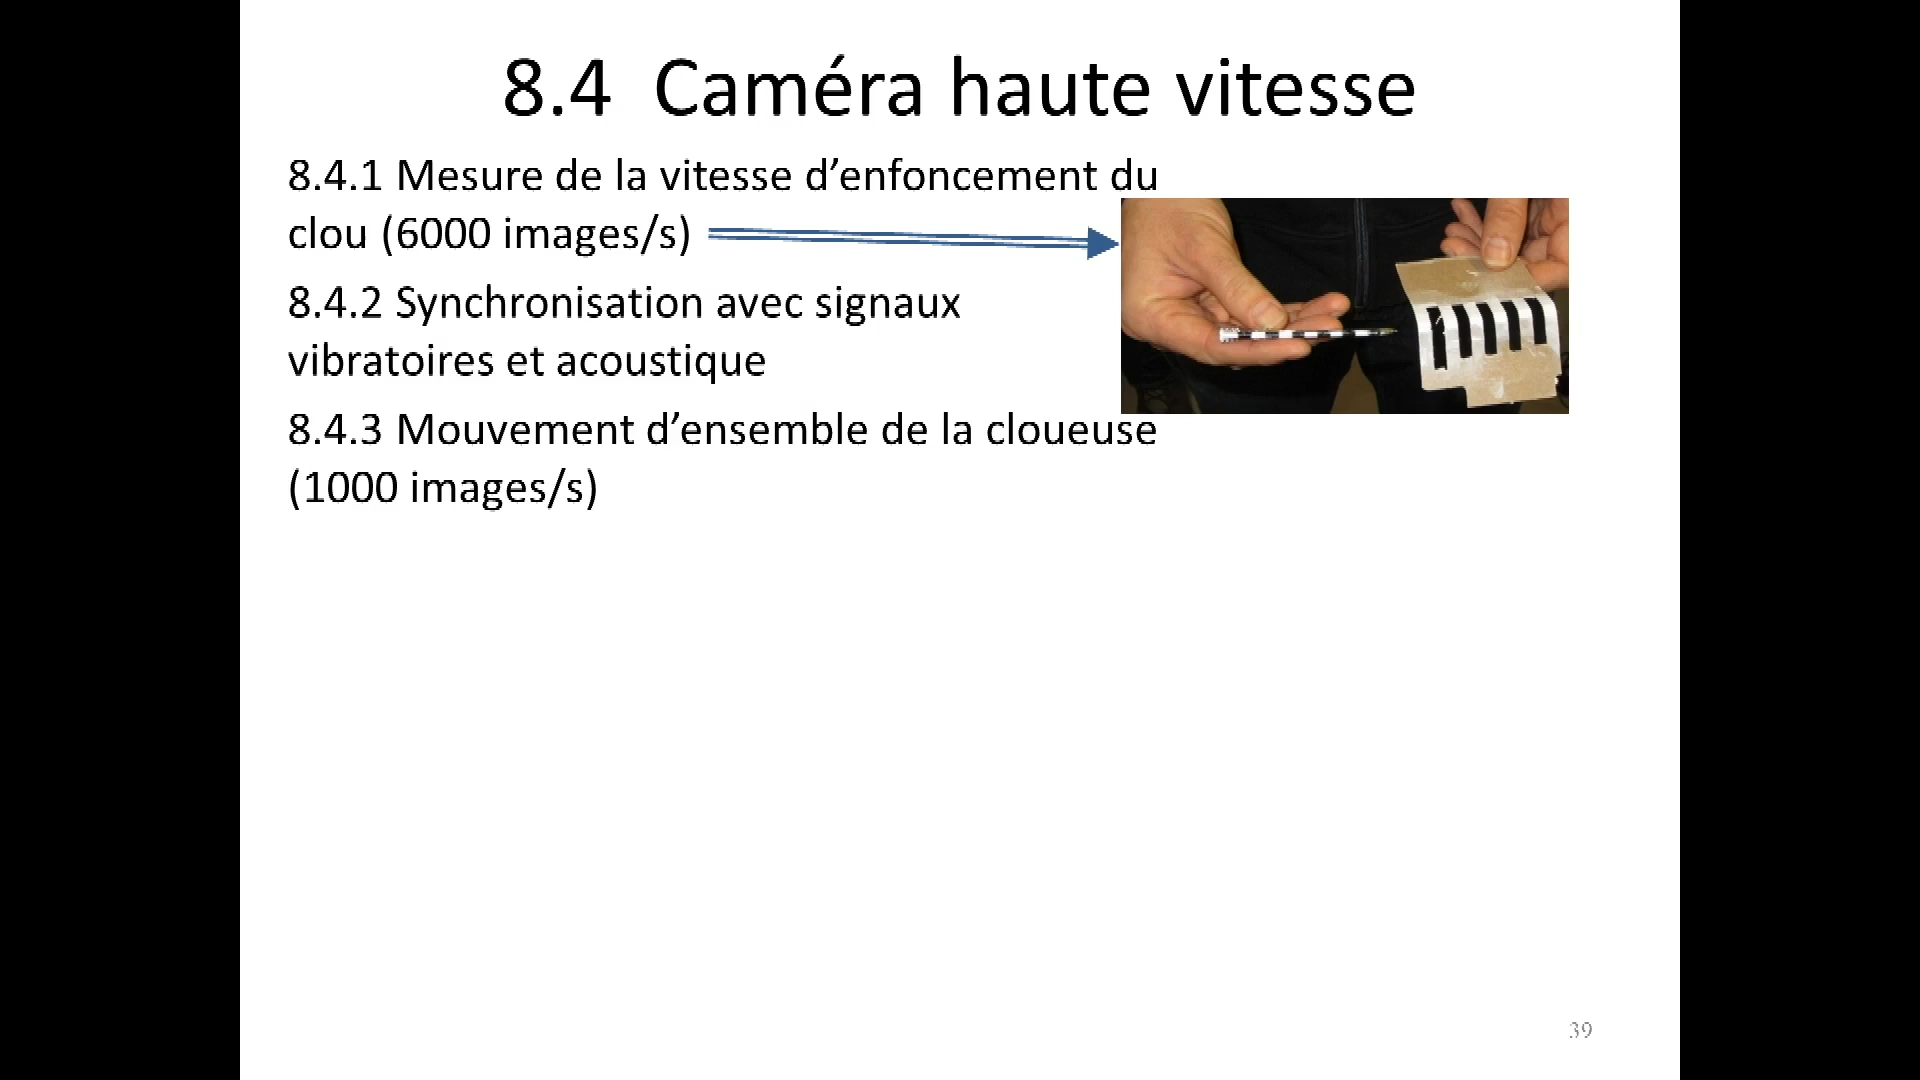 8.4  Caméra haute vitesse
8.4.1 Mesure de la vitesse d’enfoncement du
clou (6000 images/s)
8.4.2 Synchronisation avec signaux
vibratoires et acoustique
8.4.3 Mouvement d’ensemble de la cloueuse
(1000 images/s)
39